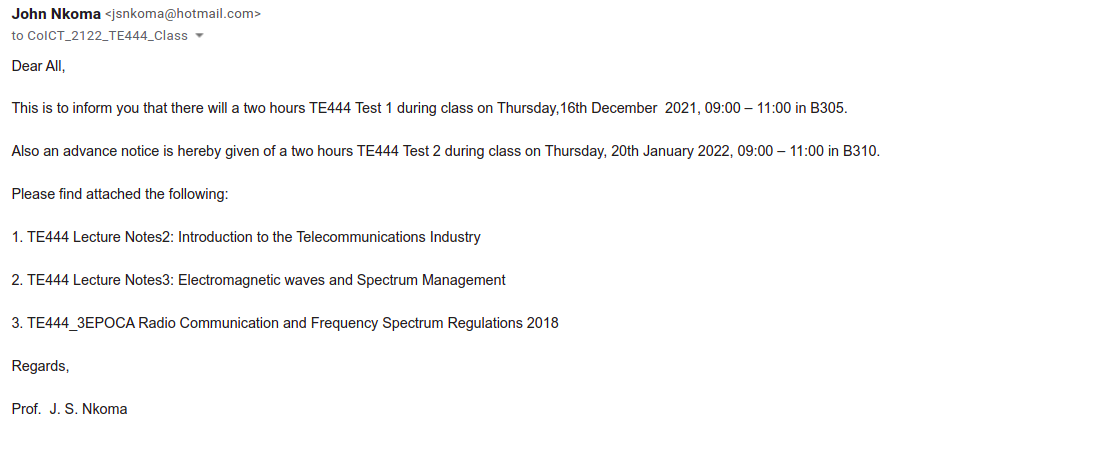 John Nkoma <jsnkoma@hotmail.com>
to CoICT_2122_TE444_Class
Dear All,
This is to inform you that there will a two hours TE444 Test 1 during class on Thursday,16th December  2021, 09:00 – 11:00 in B305.
Also an advance notice is hereby given of a two hours TE444 Test 2 during class on Thursday, 20th January 2022, 09:00 – 11:00 in B310.
Please find attached the following:
1. TE444 Lecture Notes2: Introduction to the Telecommunications Industry
2. TE444 Lecture Notes3: Electromagnetic waves and Spectrum Management
3. TE444_3EPOCA Radio Communication and Frequency Spectrum Regulations 2018
Regards,
Prof.  J. S. Nkoma